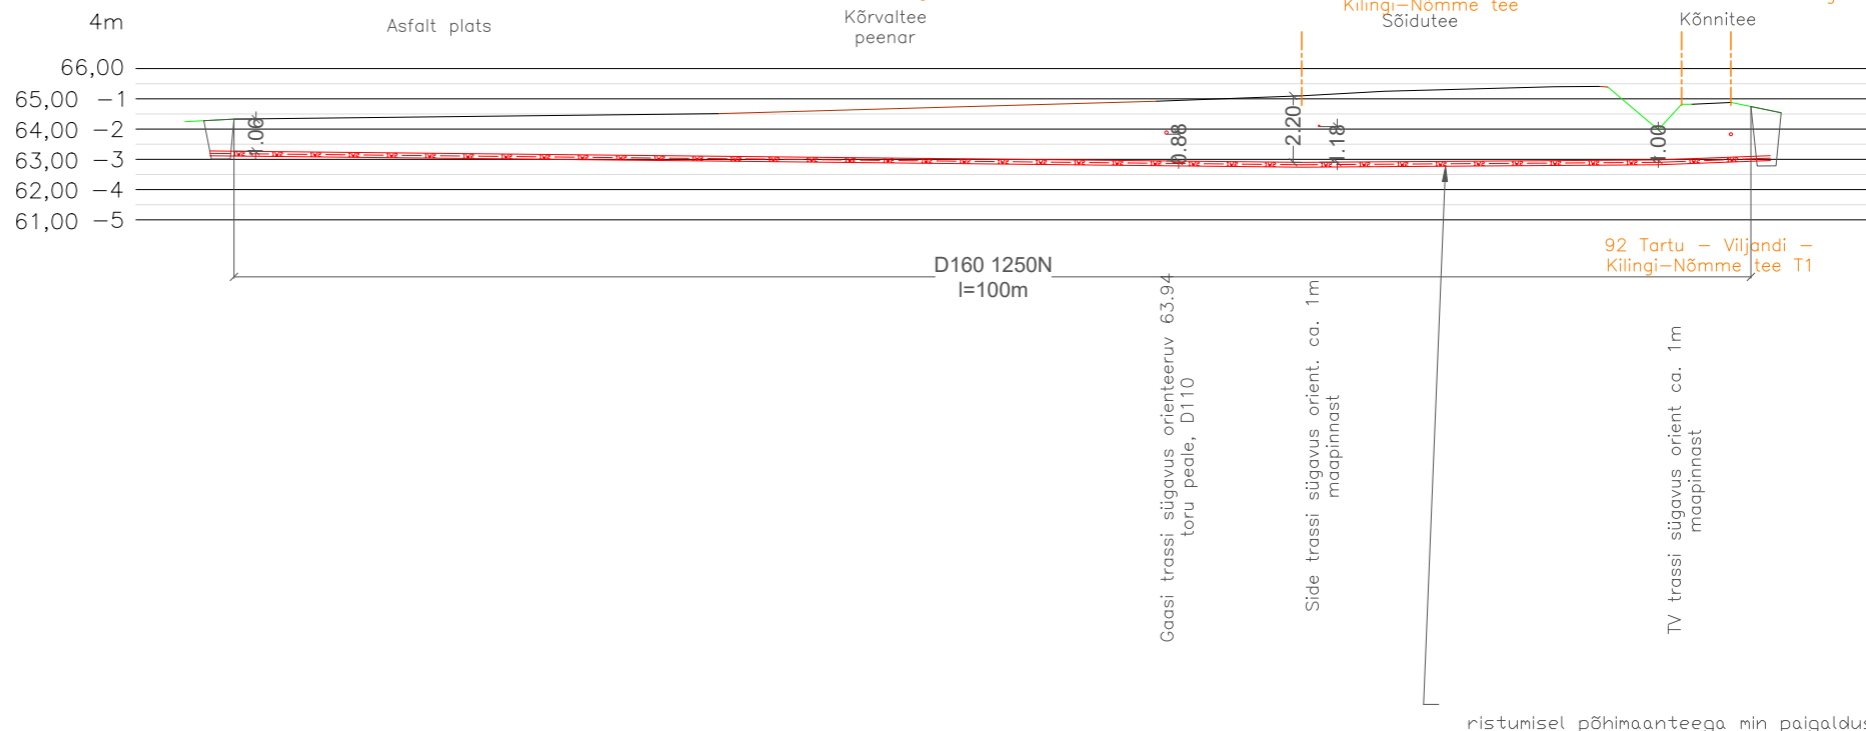 Kilingi-Nõmme tee
4m
Asfalt plats
Kõrvaltee
peenar
Sõidutee
Kõnnitee
66,00
65,00 -1
64,00 -2
63,00 -3
62,00 -4
61,00 -5
1.06
0.88
2.20
1.18
1.00
92 Tartu - Viljandi -
Kilingi-Nõmme tee T1
D160 1250N
l=100m
Gaasi trassi sügavus orienteeruv 63.94
toru peale, D110
Side trassi sügavus orient. ca. 1m
maapinnast
TV trassi sügavus orient ca. 1m
maapinnast
ristumisel põhimaanteega min paigaldus